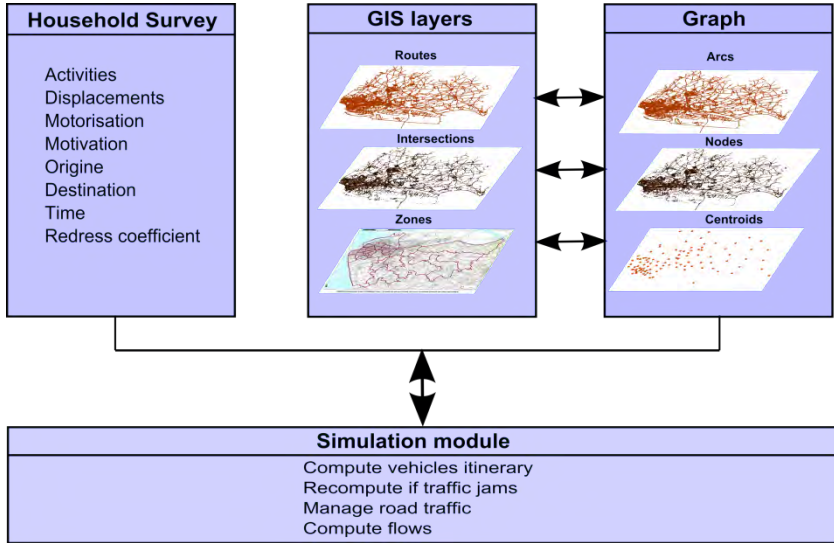 Household Survey
Activities
Displacements
Motorisation
Motivation
Origine
Destination
Time
Redress coefficient
GIS layers
Routes
Intersections
Zones
Graph
Arcs
Nodes
Centroids
Simulation module
Compute vehicles itinerary
Recompute if traffic jams
Manage road traffic
Compute flows